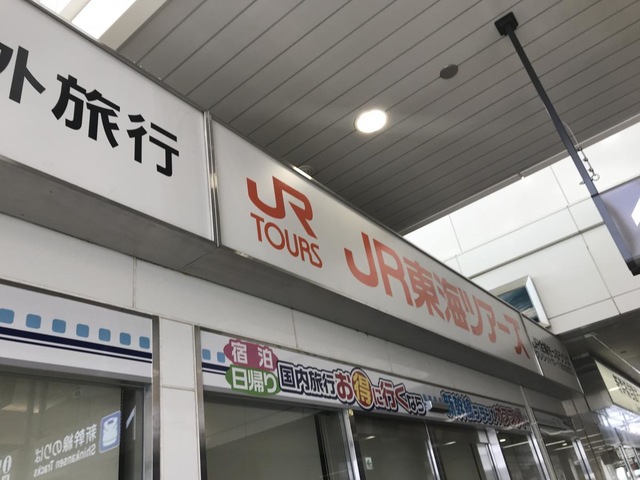 外旅行
JR
TOURS
JR東海ツアーズ
宿泊
日帰り
国内旅行お得に行くなら
新幹線のりば
Shinkansen Tracks